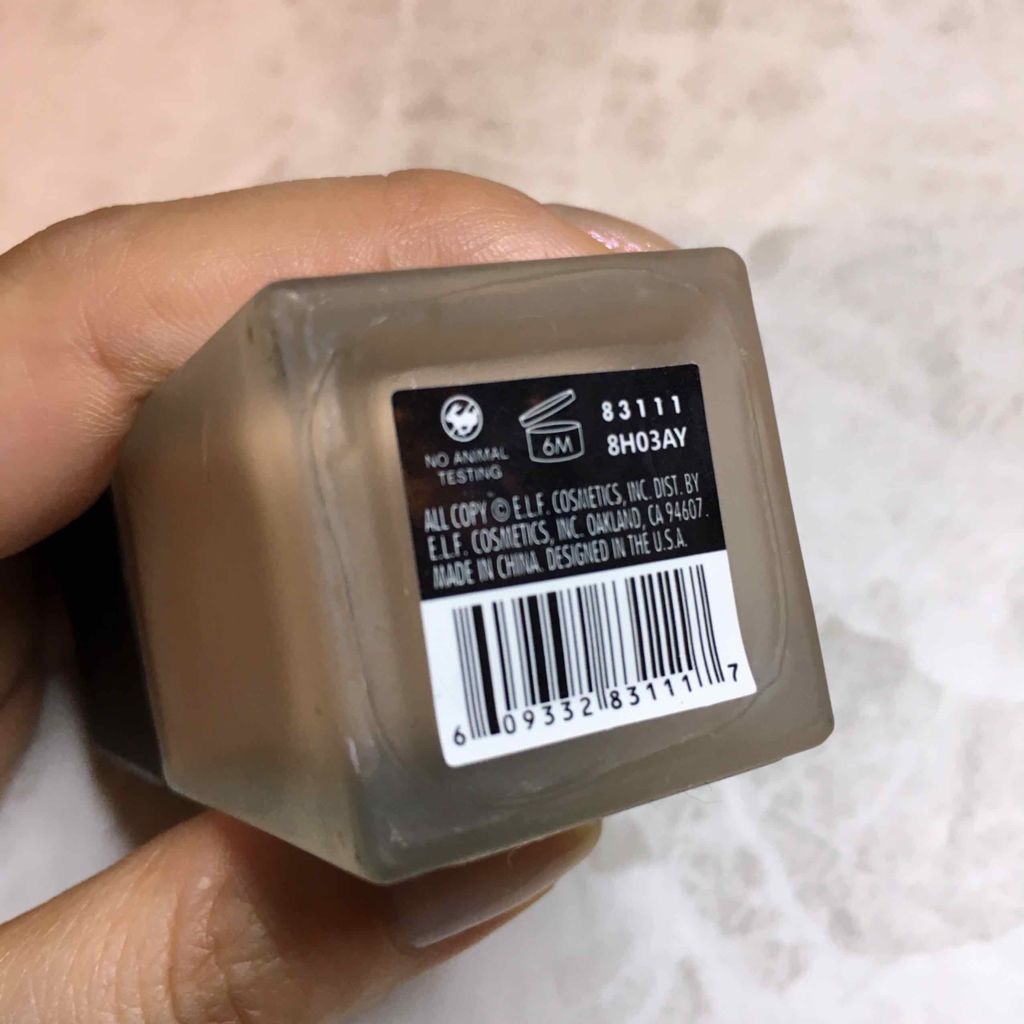 NO ANIMAL
TESTING
6M
83111
8H03AY
ALL COPY © E.L.F. COSMETICS, INC. DIST. BY
E.L.F. COSMETICS, INC. OAKLAND, CA 94607.
MADE IN CHINA. DESIGNED IN THE U.S.A.
6 09332 83111 7